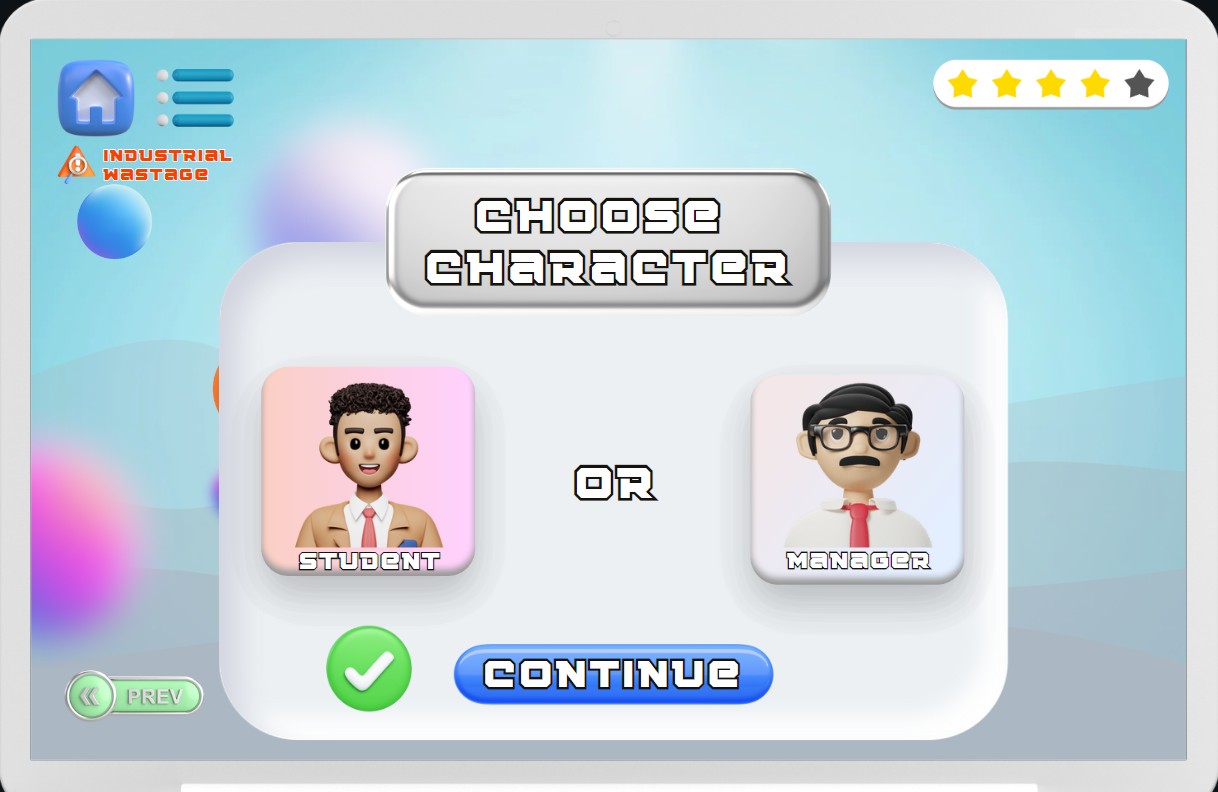 INDUSTRIAL
WASTAGE
CHOOSE
CHARACTER
STUDENT
OR
MANAGER
CONTINUE
PREV